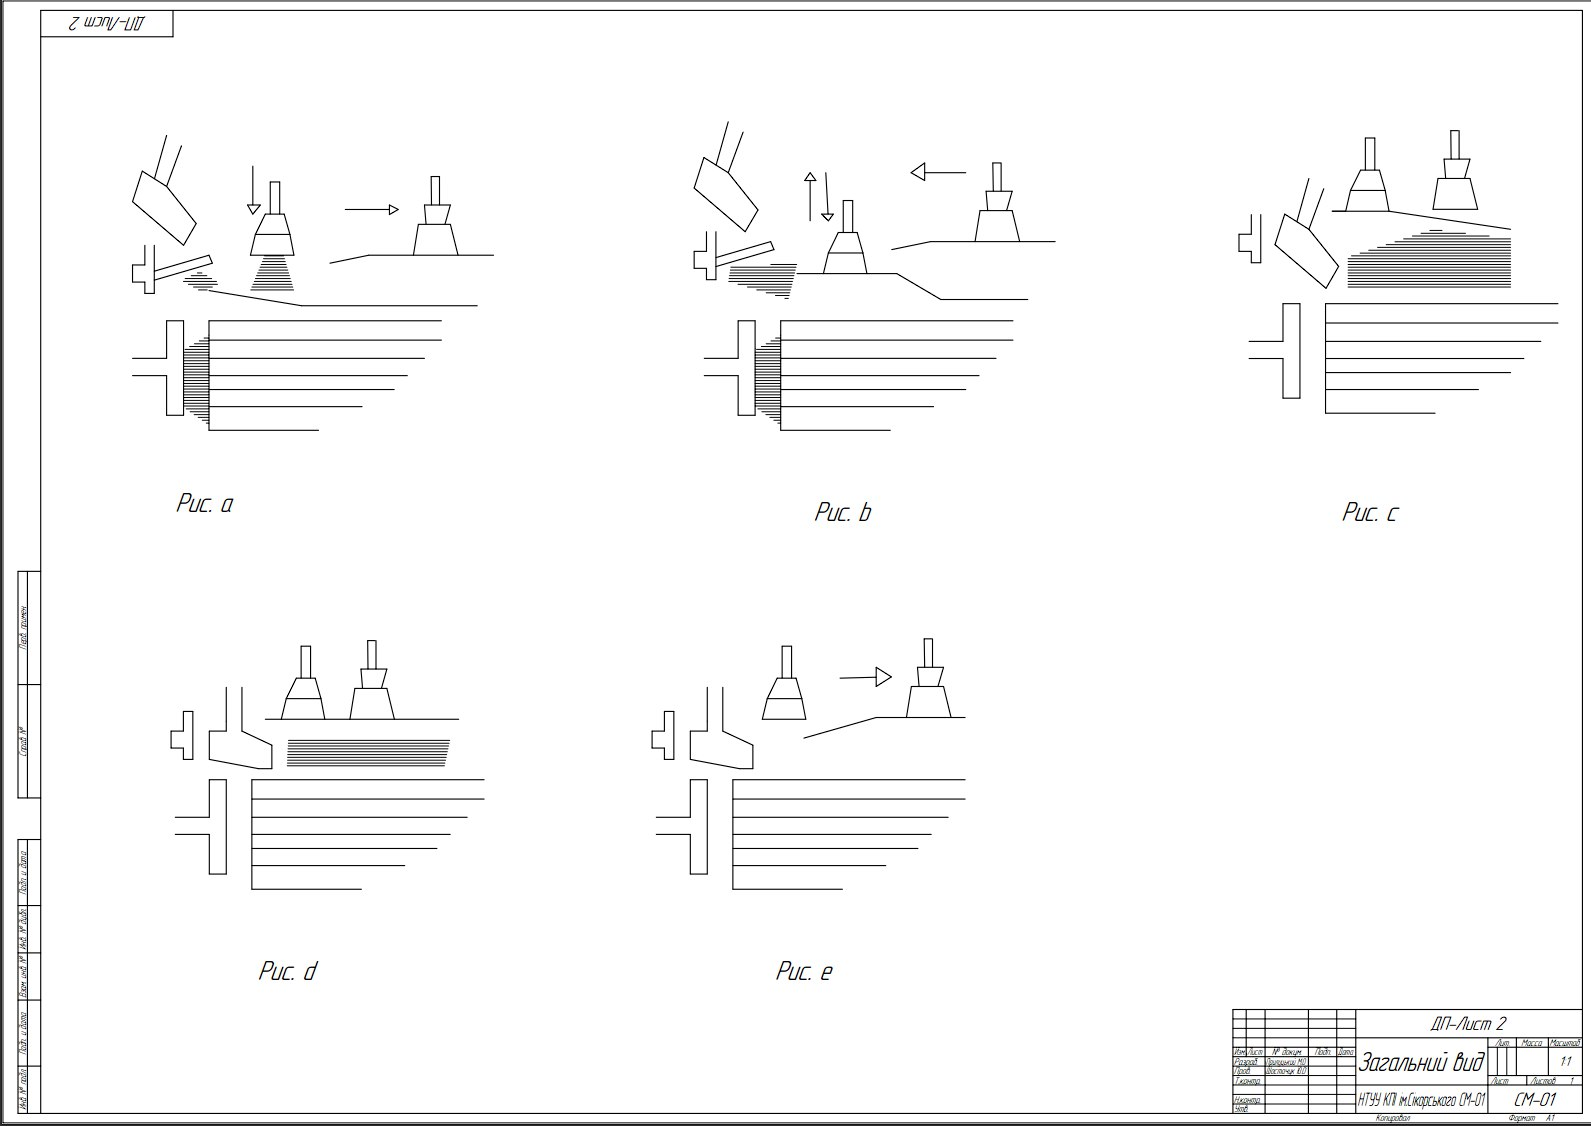 ДП-Лист 2
Рис. a
Рис. b
Рис. c
Перв. примен.
Справ. №
Рис. d
Рис. e
Подп. и дата
Инв. № дубл.
Взам. инв. №
Подп. и дата
Инв. № подл.
ДП-Лист 2
Изм. Лист № докум. Подп. Дата
Разраб.
Пров.
Т.контр.
Н.контр.
Утв.
Загальний вид
Лит. Масса Масштаб
1:1
Лист Листов 1
НТУУ КПІ ім.Сікорського СМ-01
СМ-01
Копировал Формат А1